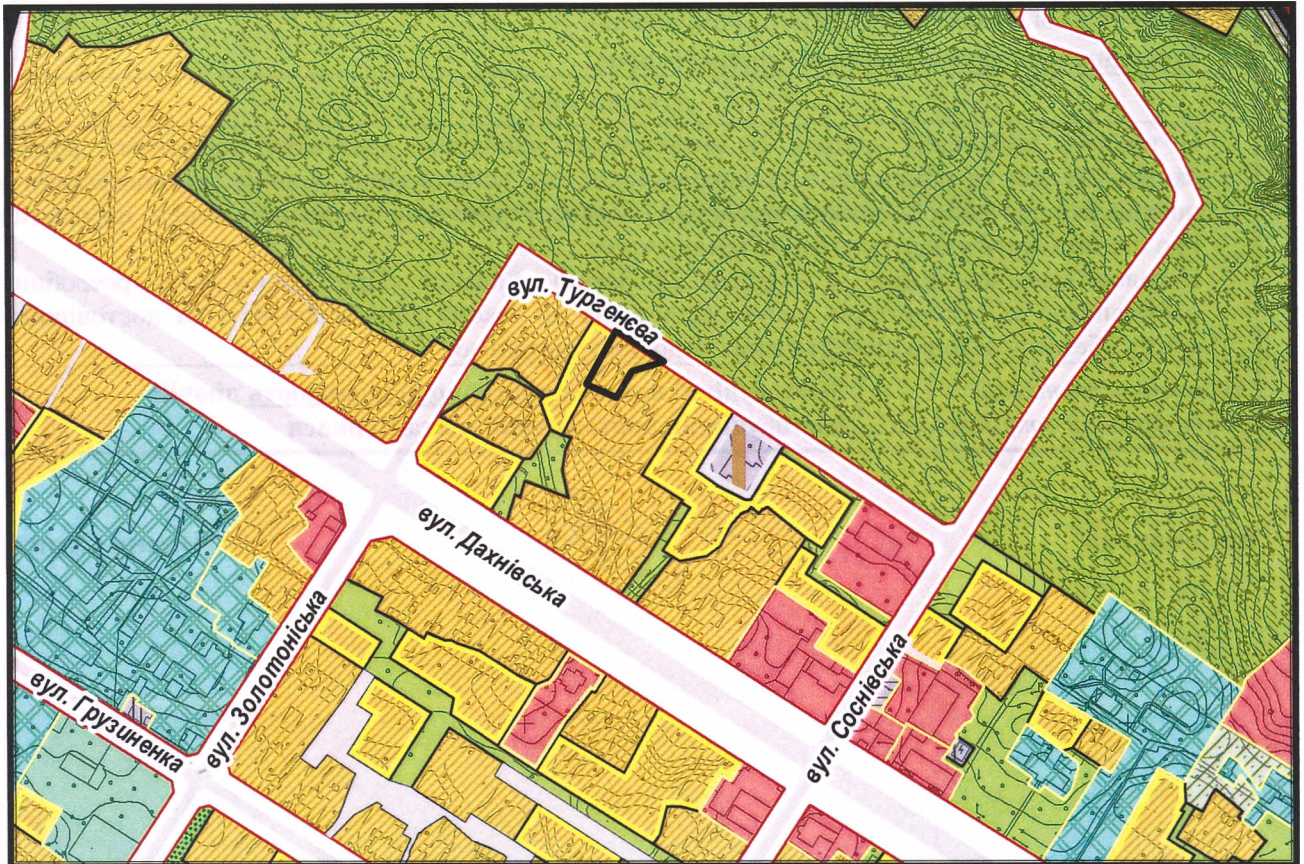 вул. Тургенєва
вул. Дахнівська
вул. Золотоніська
вул. Соснівська
вул. Грузиненка